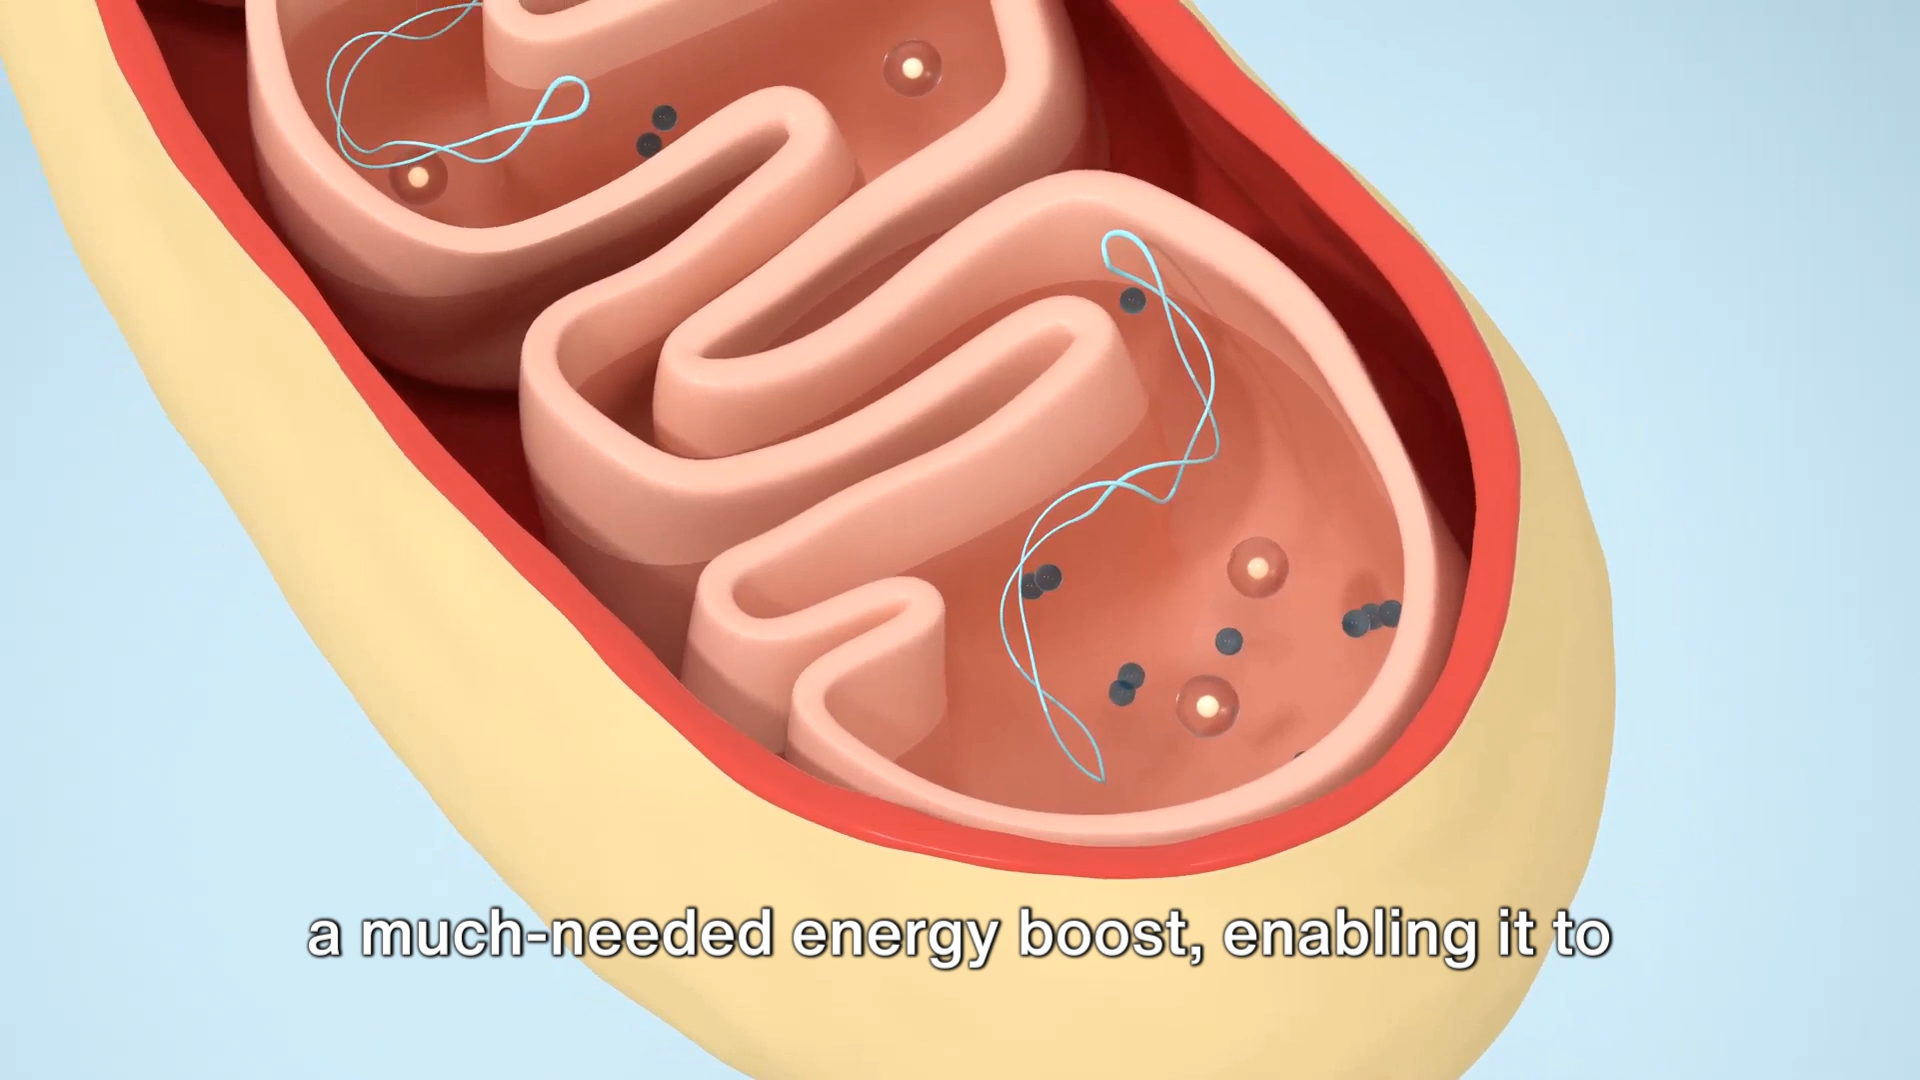 a much-needed energy boost, enabling it to